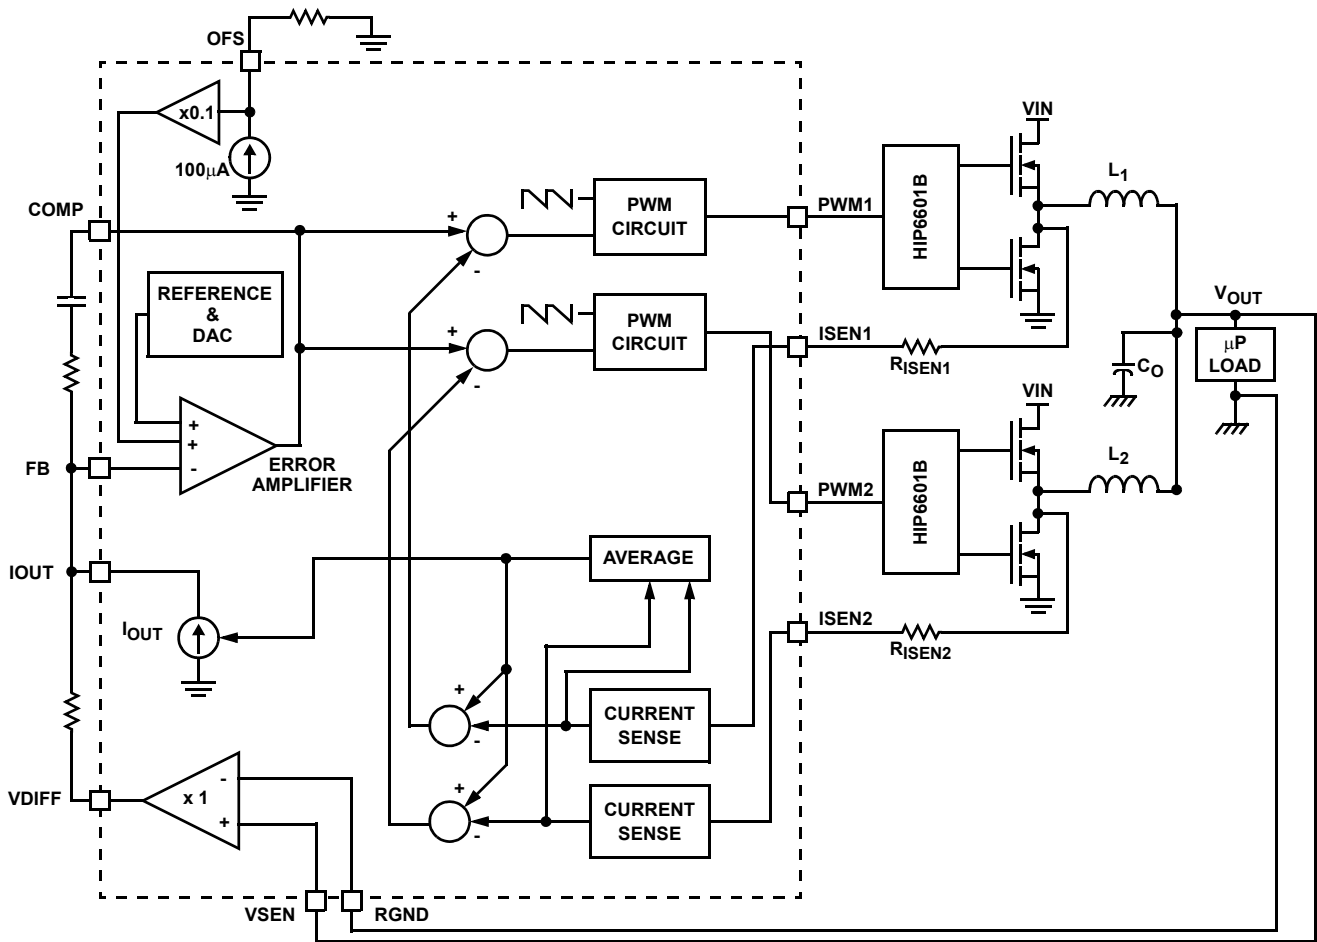 OFS
x0.1
100μA
COMP
REFERENCE
&
DAC
+
+
-
ERROR
AMPLIFIER
FB
IOUT
IOUT
VDIFF
x 1
-
+
VSEN
RGND
+
-
+
-
PWM
CIRCUIT
PWM
CIRCUIT
AVERAGE
+
-
CURRENT
SENSE
+
-
CURRENT
SENSE
PWM1
ISEN1
PWM2
ISEN2
HIP6601B
HIP6601B
VIN
L1
RISEN1
VIN
L2
RISEN2
VOUT
μP
LOAD
CO